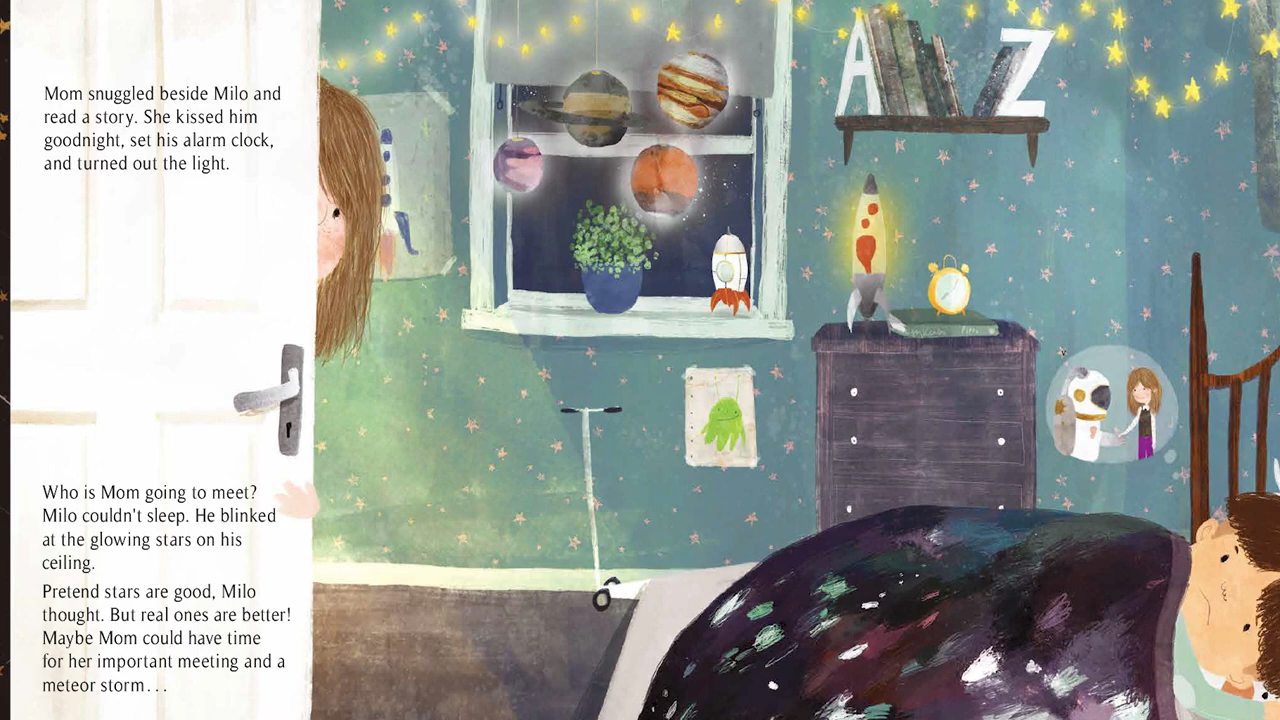 Mom snuggled beside Milo and
read a story. She kissed him
goodnight, set his alarm clock,
and turned out the light.
A Z
Who is Mom going to meet?
Milo couldn't sleep. He blinked
at the glowing stars on his
ceiling.
Pretend stars are good, Milo
thought. But real ones are better!
Maybe Mom could have time
for her important meeting and a
meteor storm . . .